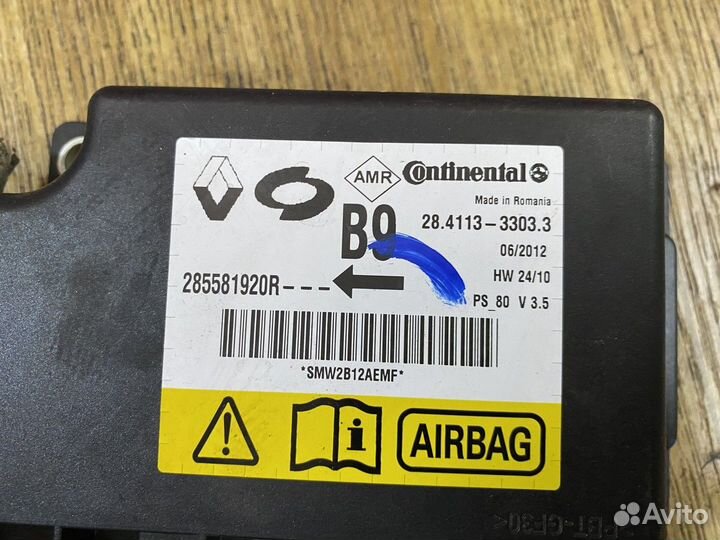 AMR
Continental
Made in Romania
B9
28.4113-3303.3
06/2012
285581920R---
HW 24/10
PS_80 V 3.5
*SMW2B12AEMF*
AIRBAG
Avito